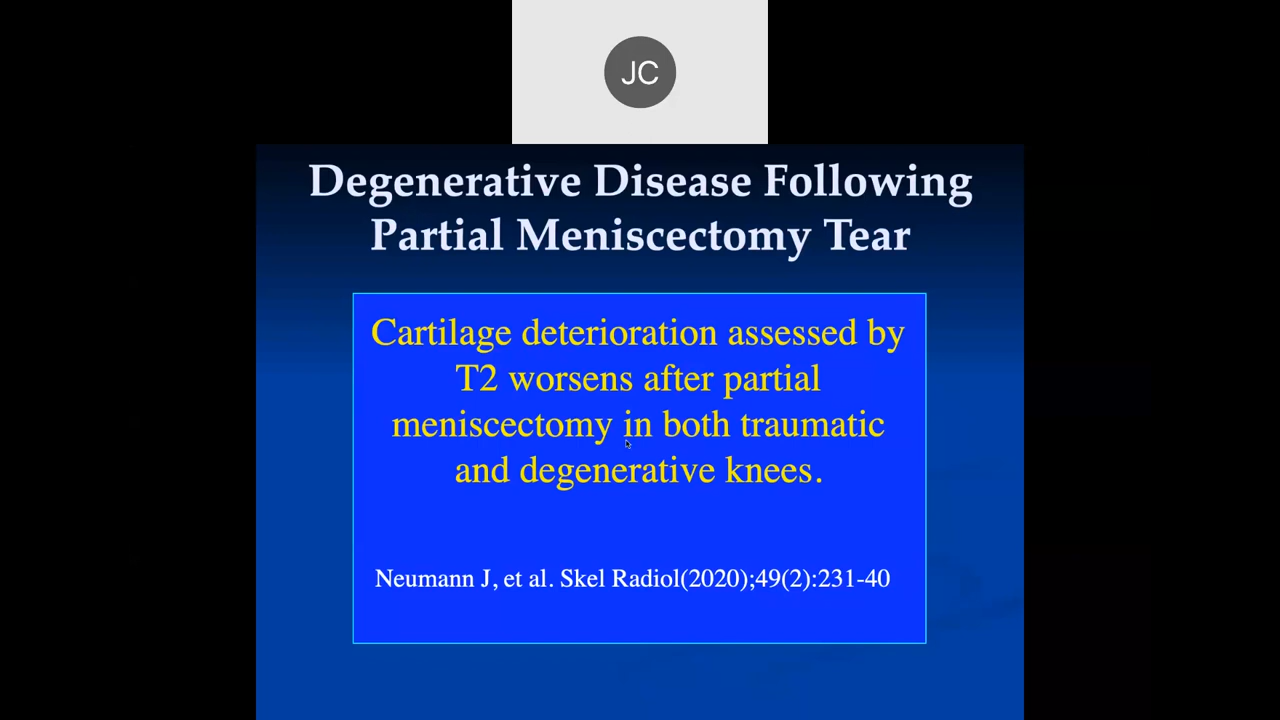 JC
Degenerative Disease Following
Partial Meniscectomy Tear
Cartilage deterioration assessed by
T2 worsens after partial
meniscectomy in both traumatic
and degenerative knees.
Neumann J, et al. Skel Radiol(2020);49(2):231-40